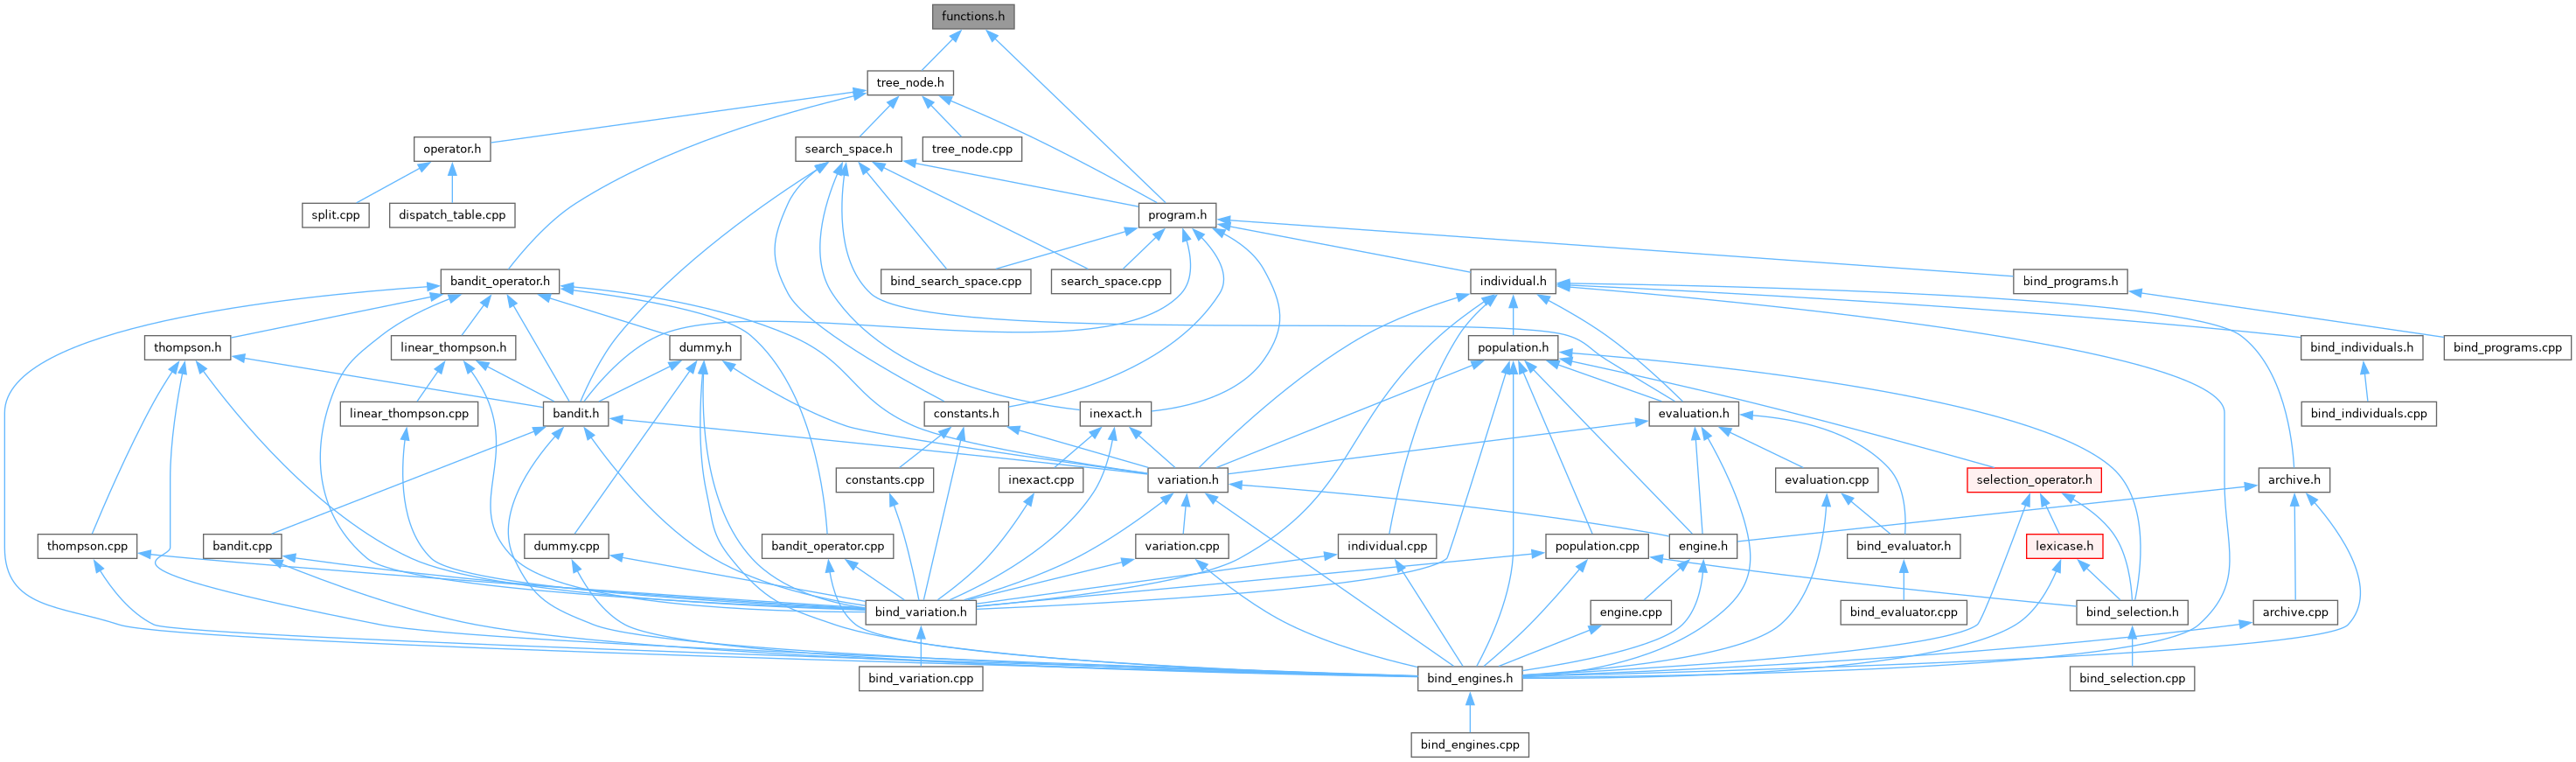 functions.h
tree_node.h
operator.h
search_space.h
tree_node.cpp
split.cpp
dispatch_table.cpp
program.h
bandit_operator.h
bind_search_space.cpp
search_space.cpp
individual.h
bind_programs.h
thompson.h
linear_thompson.h
dummy.h
population.h
bind_individuals.h
bind_programs.cpp
linear_thompson.cpp
bandit.h
constants.h
inexact.h
evaluation.h
bind_individuals.cpp
constants.cpp
inexact.cpp
variation.h
evaluation.cpp
selection_operator.h
archive.h
thompson.cpp
bandit.cpp
dummy.cpp
bandit_operator.cpp
variation.cpp
individual.cpp
population.cpp
engine.h
bind_evaluator.h
lexicase.h
bind_variation.h
engine.cpp
bind_evaluator.cpp
bind_selection.h
archive.cpp
bind_variation.cpp
bind_engines.h
bind_selection.cpp
bind_engines.cpp